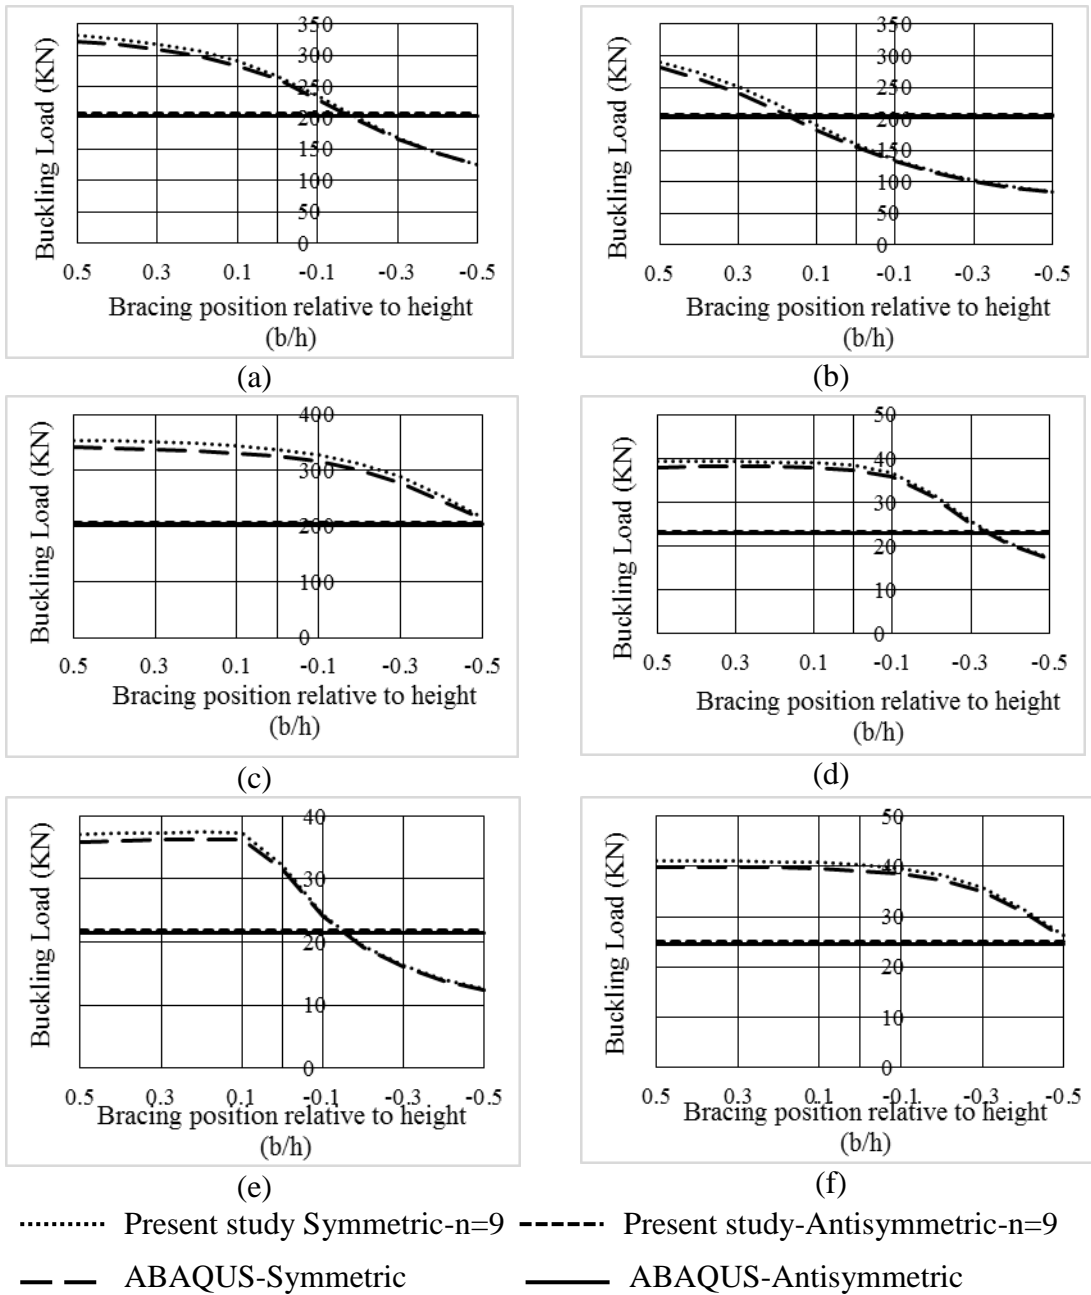 350
300
250
200
150
100
50
0
Buckling Load (KN)
0.5 0.3 0.1 -0.1 -0.3 -0.5
Bracing position relative to height
(b/h)
(a)
350
300
250
200
150
100
50
0
Buckling Load (KN)
0.5 0.3 0.1 -0.1 -0.3 -0.5
Bracing position relative to height
(b/h)
(b)
400
300
200
100
0
Buckling Load (KN)
0.5 0.3 0.1 -0.1 -0.3 -0.5
Bracing position relative to height
(b/h)
(c)
50
40
30
20
10
0
Buckling Load (KN)
0.5 0.3 0.1 -0.1 -0.3 -0.5
Bracing position relative to height
(b/h)
(d)
40
30
20
10
0
Buckling Load (KN)
0.5 0.3 0.1 -0.1 -0.3 -0.5
Bracing position relative to height
(b/h)
(e)
50
40
30
20
10
0
Buckling Load (KN)
0.5 0.3 0.1 -0.1 -0.3 -0.5
Bracing position relative to height
(b/h)
(f)
Present study Symmetric-n=9 Present study-Antisymmetric-n=9
ABAQUS-Symmetric ABAQUS-Antisymmetric